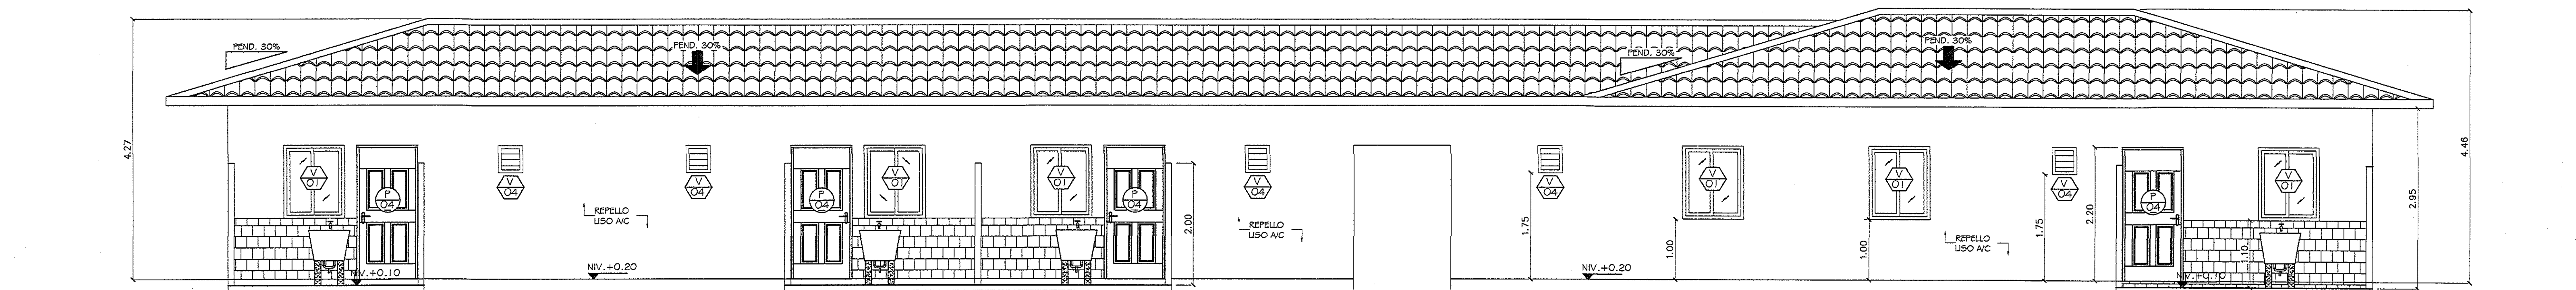 PEND. 30%
PEND. 30%
PEND. 30%
PEND. 30%
4.27
4.46
V
01
P
04
V
04
V
04
P
04
V
01
V
01
P
04
V
04
V
04
V
01
V
01
V
04
P
04
V
01
REPELLO
LISO A/C
REPELLO
LISO A/C
REPELLO
LISO A/C
2.00
1.75
1.00
1.00
1.75
2.20
1.10
2.95
NIV.+0.10
NIV.+0.20
NIV.+0.20
NIV.+0.10